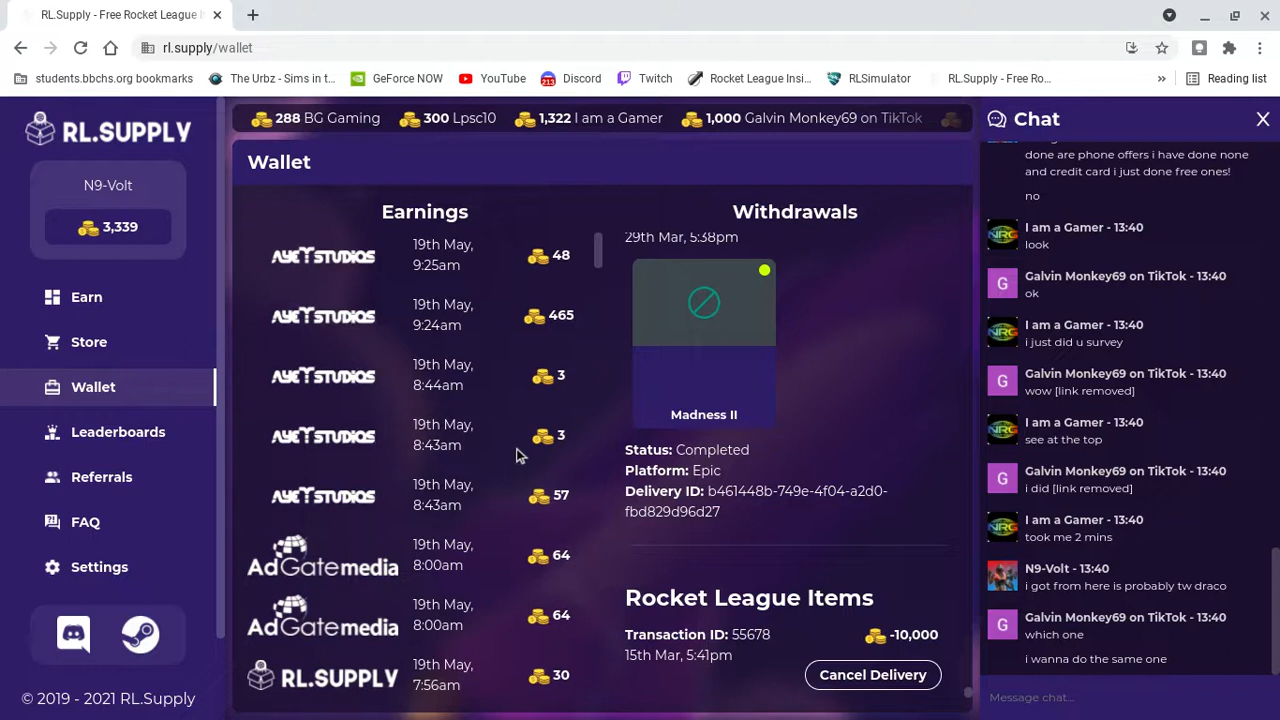 RL.Supply - Free Rocket League I
rl.supply/wallet
students.bbchs.org bookmarks
The Urbz - Sims in t...
GeForce NOW
YouTube
213
Discord
Twitch
Rocket League Insi...
RLSimulator
RL.Supply - Free Ro...
»
Reading list
RL.SUPPLY
N9-Volt
3,339
Earn
Store
Wallet
Leaderboards
Referrals
FAQ
Settings
© 2019 - 2021 RL.Supply
288 BG Gaming
300 Lpsc10
1,322 I am a Gamer
1,000 Galvin Monkey69 on TikTok
Wallet
Earnings
AYET STUDIOS
19th May,
9:25am
48
AYET STUDIOS
19th May,
9:24am
465
AYET STUDIOS
19th May,
8:44am
3
AYET STUDIOS
19th May,
8:43am
3
AYET STUDIOS
19th May,
8:43am
57
AdGatemedia
19th May,
8:00am
64
AdGatemedia
19th May,
8:00am
64
RL.SUPPLY
19th May,
7:56am
30
Withdrawals
29th Mar, 5:38pm
Madness II
Status: Completed
Platform: Epic
Delivery ID: b461448b-749e-4f04-a2d0-
fbd829d96d27
Rocket League Items
Transaction ID: 55678
-10,000
15th Mar, 5:41pm
Cancel Delivery
Chat
done are phone offers i have done none
and credit card i just done free ones!
no
I am a Gamer - 13:40
look
G
Galvin Monkey69 on TikTok - 13:40
ok
I am a Gamer - 13:40
i just did u survey
G
Galvin Monkey69 on TikTok - 13:40
wow [link removed]
I am a Gamer - 13:40
see at the top
G
Galvin Monkey69 on TikTok - 13:40
i did [link removed]
I am a Gamer - 13:40
took me 2 mins
N9-Volt - 13:40
i got from here is probably tw draco
G
Galvin Monkey69 on TikTok - 13:40
which one
i wanna do the same one
Message chat...